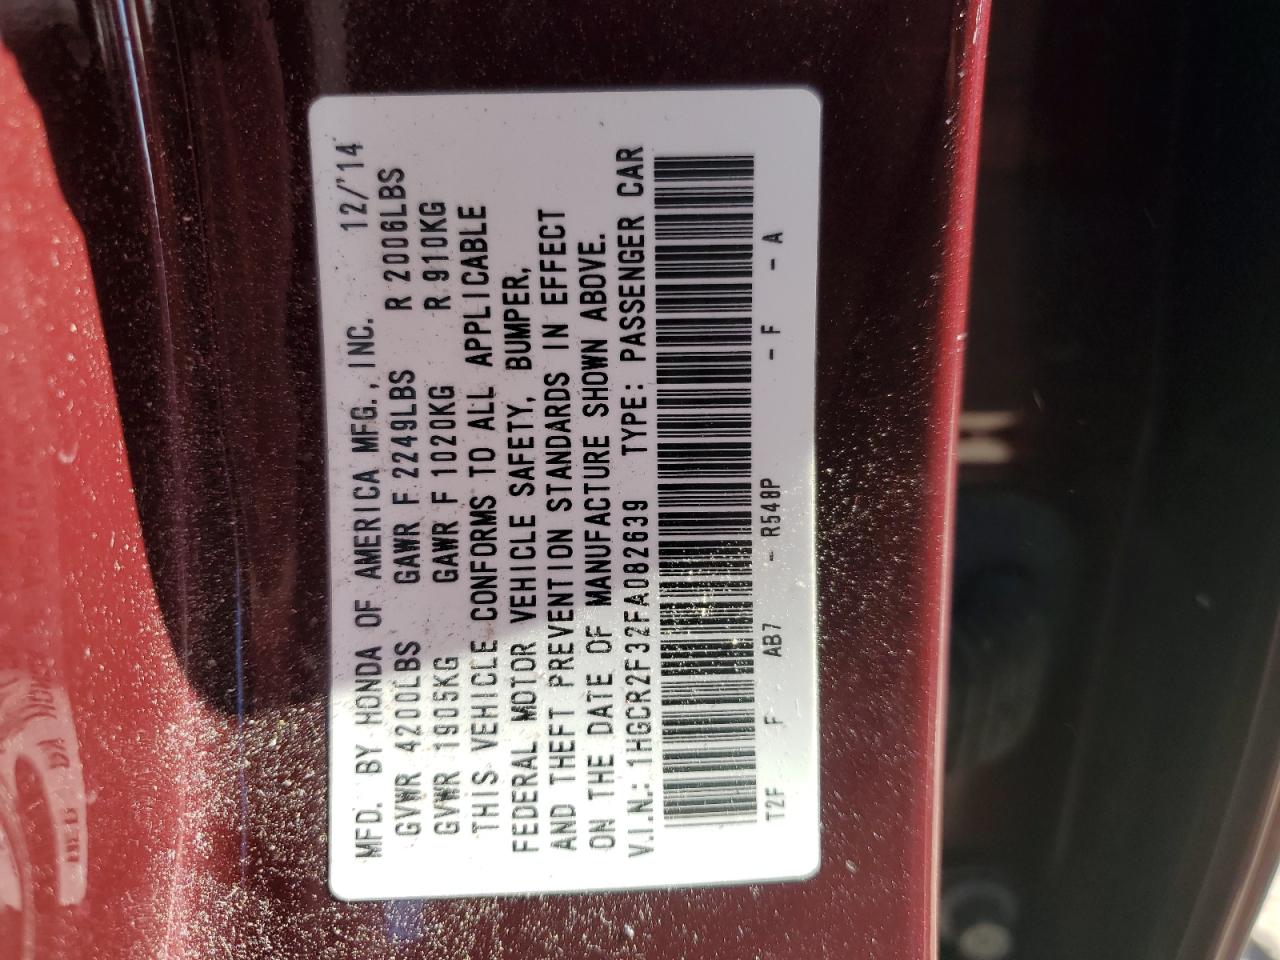 MFD. BY HONDA OF AMERICA MFG., INC. 12/'14
GVWR 4200LBS GAWR F 2249LBS R 2006LBS
GVWR 1905KG GAWR F 1020KG R 910KG
THIS VEHICLE CONFORMS TO ALL APPLICABLE
FEDERAL MOTOR VEHICLE SAFETY, BUMPER,
AND THEFT PREVENTION STANDARDS IN EFFECT
ON THE DATE OF MANUFACTURE SHOWN ABOVE.
V.I.N.: 1HGCR2F32FA082639 TYPE: PASSENGER CAR
T2F F AB7 - R548P - F - A